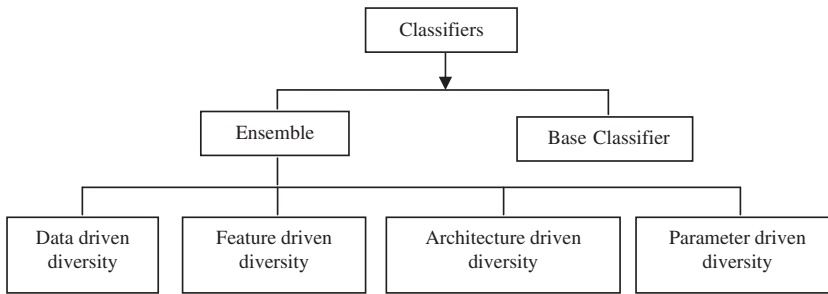 Classifiers
Ensemble
Base Classifier
Data driven
diversity
Feature driven
diversity
Architecture driven
diversity
Parameter driven
diversity